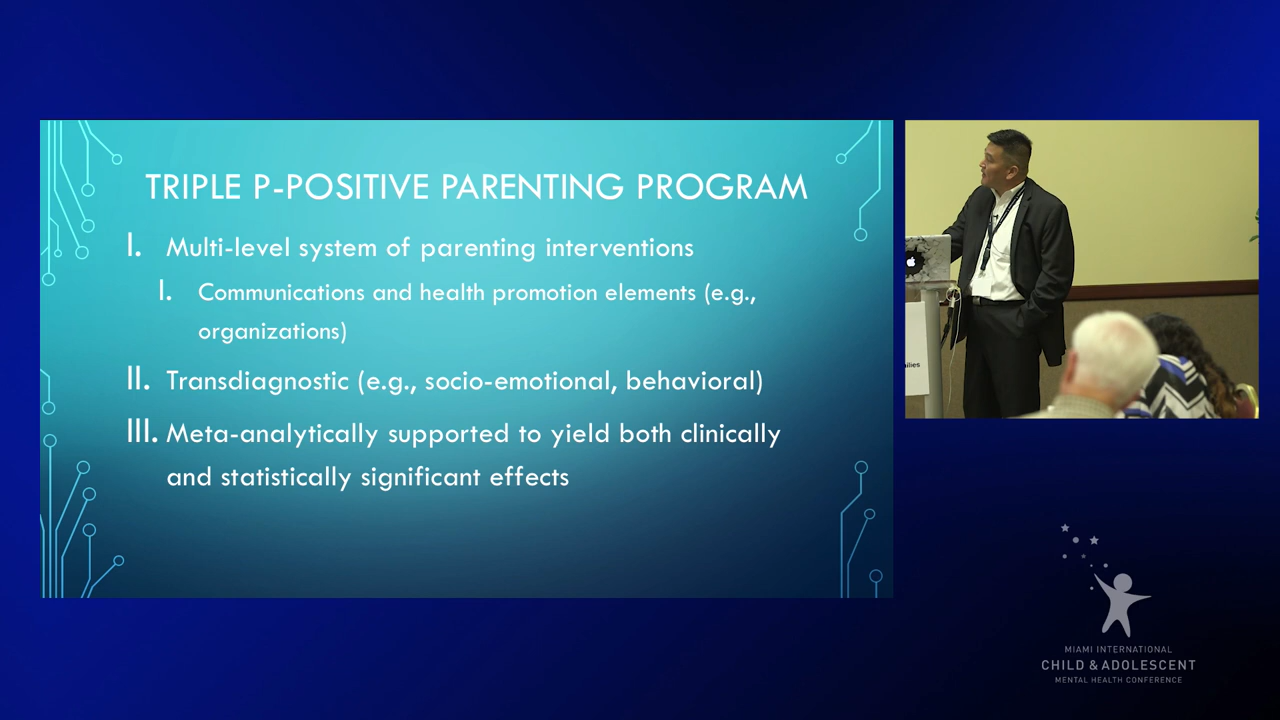 TRIPLE P-POSITIVE PARENTING PROGRAM
I. Multi-level system of parenting interventions
I. Communications and health promotion elements (e.g.,
organizations)
II. Transdiagnostic (e.g., socio-emotional, behavioral)
III. Meta-analytically supported to yield both clinically
and statistically significant effects
MIAMI INTERNATIONAL
CHILD & ADOLESCENT
MENTAL HEALTH CONFERENCE